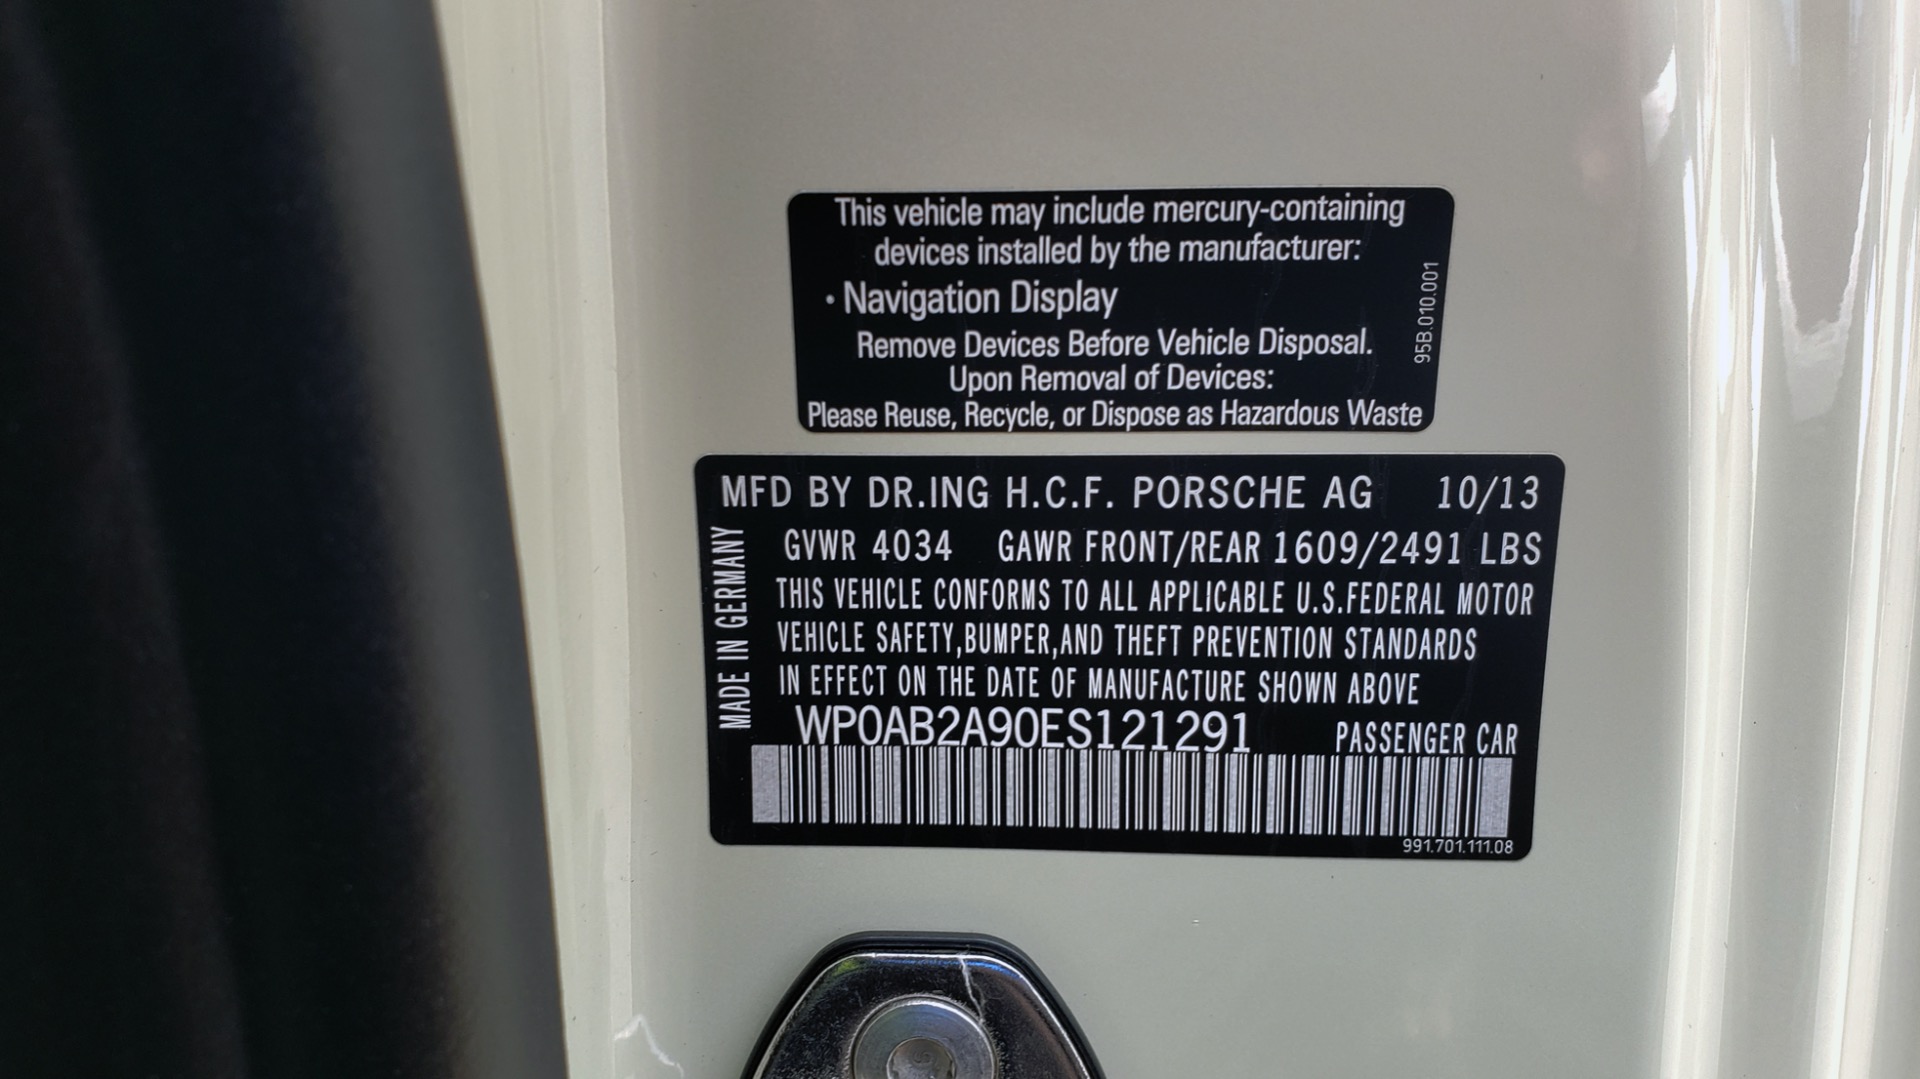 This vehicle may include mercury-containing
devices installed by the manufacturer:
· Navigation Display
Remove Devices Before Vehicle Disposal.
Upon Removal of Devices:
Please Reuse, Recycle, or Dispose as Hazardous Waste
95B.010.001
MFD BY DR.ING H.C.F. PORSCHE AG 10/13
MADE IN GERMANY
GVWR 4034 GAWR FRONT/REAR 1609/2491 LBS
THIS VEHICLE CONFORMS TO ALL APPLICABLE U.S.FEDERAL MOTOR
VEHICLE SAFETY,BUMPER,AND THEFT PREVENTION STANDARDS
IN EFFECT ON THE DATE OF MANUFACTURE SHOWN ABOVE
WP0AB2A90ES121291 PASSENGER CAR
991.701.111.08